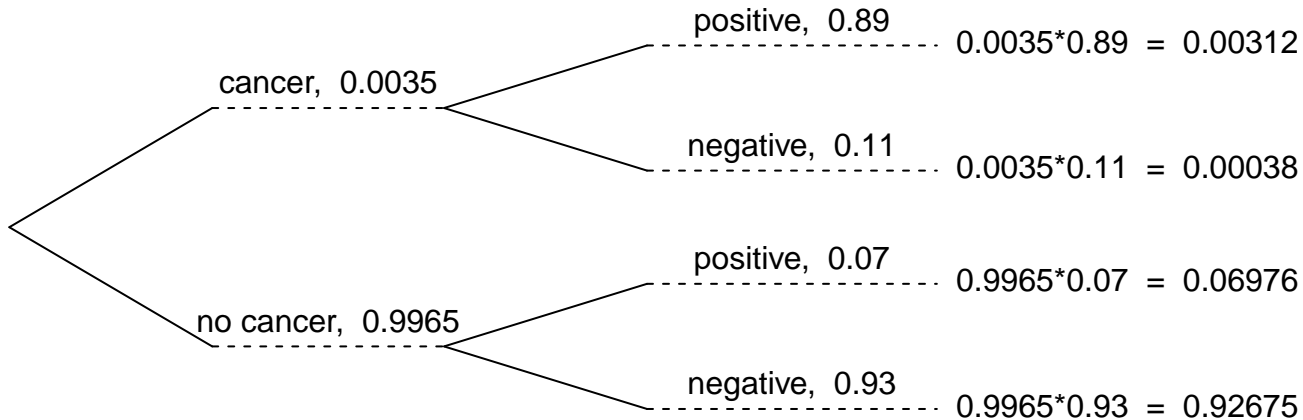 positive, 0.89
0.0035*0.89 = 0.00312
cancer, 0.0035
negative, 0.11
0.0035*0.11 = 0.00038
positive, 0.07
0.9965*0.07 = 0.06976
no cancer, 0.9965
negative, 0.93
0.9965*0.93 = 0.92675